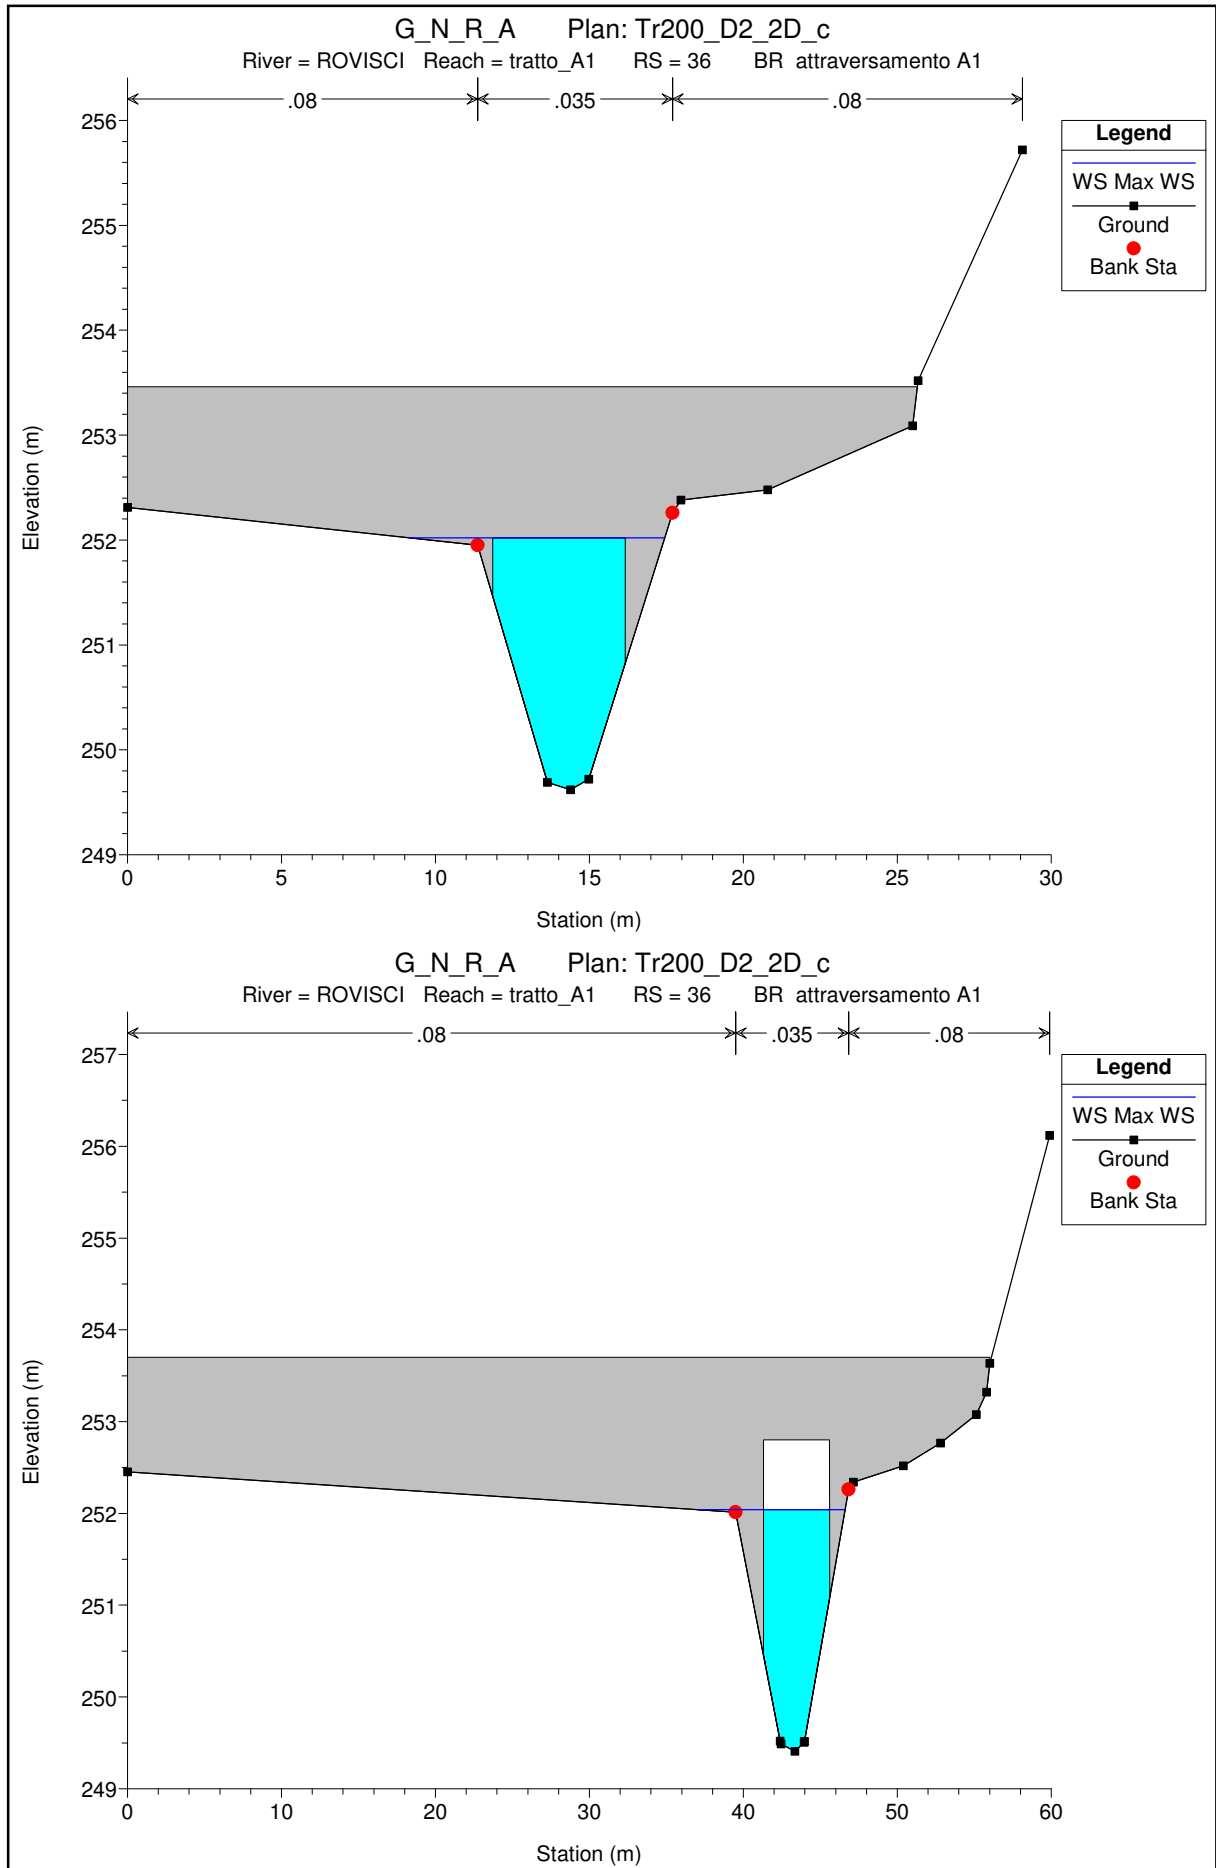 G_N_R_A Plan: Tr200_D2_2D_c
River = ROVISCI Reach = tratto_A1 RS = 36 BR attraversamento A1
.08 .035 .08
Legend
WS Max WS
Ground
Bank Sta
256
255
254
253
252
251
250
249
Elevation (m)
0 5 10 15 20 25 30
Station (m)
G_N_R_A Plan: Tr200_D2_2D_c
River = ROVISCI Reach = tratto_A1 RS = 36 BR attraversamento A1
.08 .035 .08
Legend
WS Max WS
Ground
Bank Sta
257
256
255
254
253
252
251
250
249
Elevation (m)
0 10 20 30 40 50 60
Station (m)